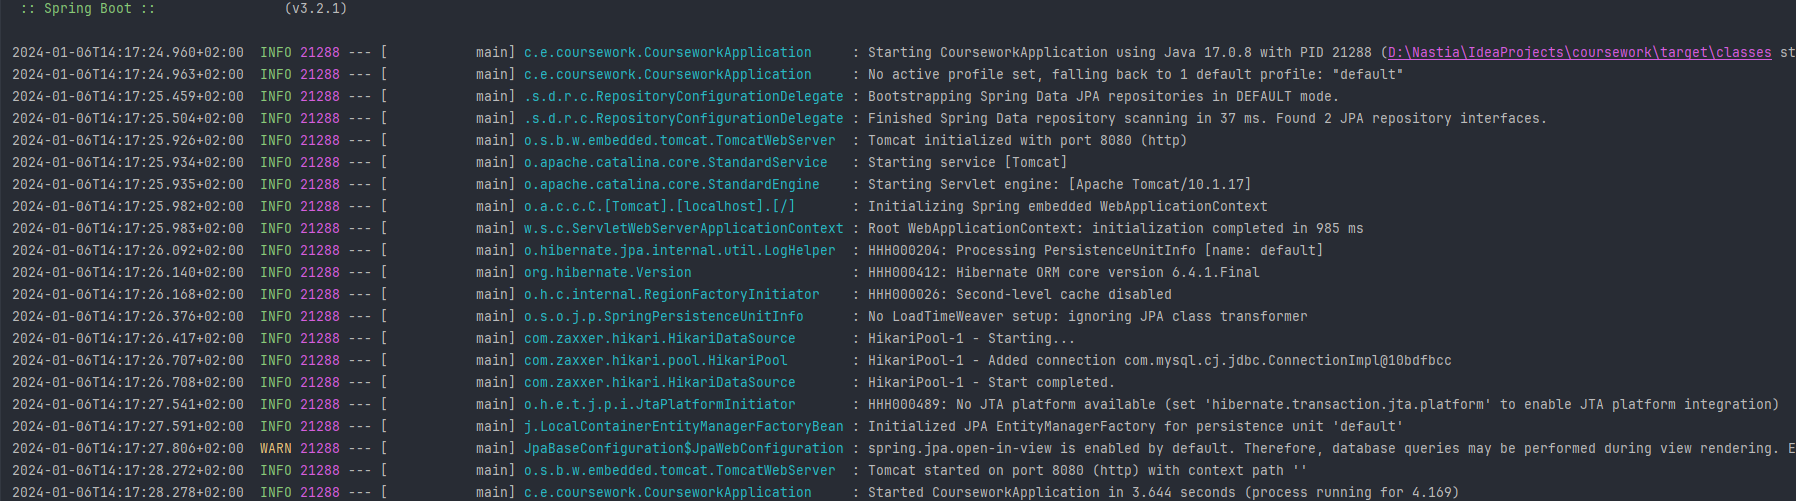 :: Spring Boot ::                (v3.2.1)
2024-01-06T14:17:24.960+02:00  INFO 21288 --- [           main] c.e.coursework.CourseworkApplication     : Starting CourseworkApplication using Java 17.0.8 with PID 21288 (D:\Nastia\IdeaProjects\coursework\target\classes st
2024-01-06T14:17:24.963+02:00  INFO 21288 --- [           main] c.e.coursework.CourseworkApplication     : No active profile set, falling back to 1 default profile: "default"
2024-01-06T14:17:25.459+02:00  INFO 21288 --- [           main] .s.d.r.c.RepositoryConfigurationDelegate : Bootstrapping Spring Data JPA repositories in DEFAULT mode.
2024-01-06T14:17:25.504+02:00  INFO 21288 --- [           main] .s.d.r.c.RepositoryConfigurationDelegate : Finished Spring Data repository scanning in 37 ms. Found 2 JPA repository interfaces.
2024-01-06T14:17:25.926+02:00  INFO 21288 --- [           main] o.s.b.w.embedded.tomcat.TomcatWebServer  : Tomcat initialized with port 8080 (http)
2024-01-06T14:17:25.934+02:00  INFO 21288 --- [           main] o.apache.catalina.core.StandardService   : Starting service [Tomcat]
2024-01-06T14:17:25.935+02:00  INFO 21288 --- [           main] o.apache.catalina.core.StandardEngine    : Starting Servlet engine: [Apache Tomcat/10.1.17]
2024-01-06T14:17:25.982+02:00  INFO 21288 --- [           main] o.a.c.c.C.[Tomcat].[localhost].[/]       : Initializing Spring embedded WebApplicationContext
2024-01-06T14:17:25.983+02:00  INFO 21288 --- [           main] w.s.c.ServletWebServerApplicationContext : Root WebApplicationContext: initialization completed in 985 ms
2024-01-06T14:17:26.092+02:00  INFO 21288 --- [           main] o.hibernate.jpa.internal.util.LogHelper  : HHH000204: Processing PersistenceUnitInfo [name: default]
2024-01-06T14:17:26.140+02:00  INFO 21288 --- [           main] org.hibernate.Version                    : HHH000412: Hibernate ORM core version 6.4.1.Final
2024-01-06T14:17:26.168+02:00  INFO 21288 --- [           main] o.h.c.internal.RegionFactoryInitiator    : HHH000026: Second-level cache disabled
2024-01-06T14:17:26.376+02:00  INFO 21288 --- [           main] o.s.o.j.p.SpringPersistenceUnitInfo      : No LoadTimeWeaver setup: ignoring JPA class transformer
2024-01-06T14:17:26.417+02:00  INFO 21288 --- [           main] com.zaxxer.hikari.HikariDataSource       : HikariPool-1 - Starting...
2024-01-06T14:17:26.707+02:00  INFO 21288 --- [           main] com.zaxxer.hikari.pool.HikariPool        : HikariPool-1 - Added connection com.mysql.cj.jdbc.ConnectionImpl@10bdfbcc
2024-01-06T14:17:26.708+02:00  INFO 21288 --- [           main] com.zaxxer.hikari.HikariDataSource       : HikariPool-1 - Start completed.
2024-01-06T14:17:27.541+02:00  INFO 21288 --- [           main] o.h.e.t.j.p.i.JtaPlatformInitiator       : HHH000489: No JTA platform available (set 'hibernate.transaction.jta.platform' to enable JTA platform integration)
2024-01-06T14:17:27.591+02:00  INFO 21288 --- [           main] j.LocalContainerEntityManagerFactoryBean : Initialized JPA EntityManagerFactory for persistence unit 'default'
2024-01-06T14:17:27.806+02:00  WARN 21288 --- [           main] JpaBaseConfiguration$JpaWebConfiguration : spring.jpa.open-in-view is enabled by default. Therefore, database queries may be performed during view rendering. E
2024-01-06T14:17:28.272+02:00  INFO 21288 --- [           main] o.s.b.w.embedded.tomcat.TomcatWebServer  : Tomcat started on port 8080 (http) with context path ''
2024-01-06T14:17:28.278+02:00  INFO 21288 --- [           main] c.e.coursework.CourseworkApplication     : Started CourseworkApplication in 3.644 seconds (process running for 4.169)